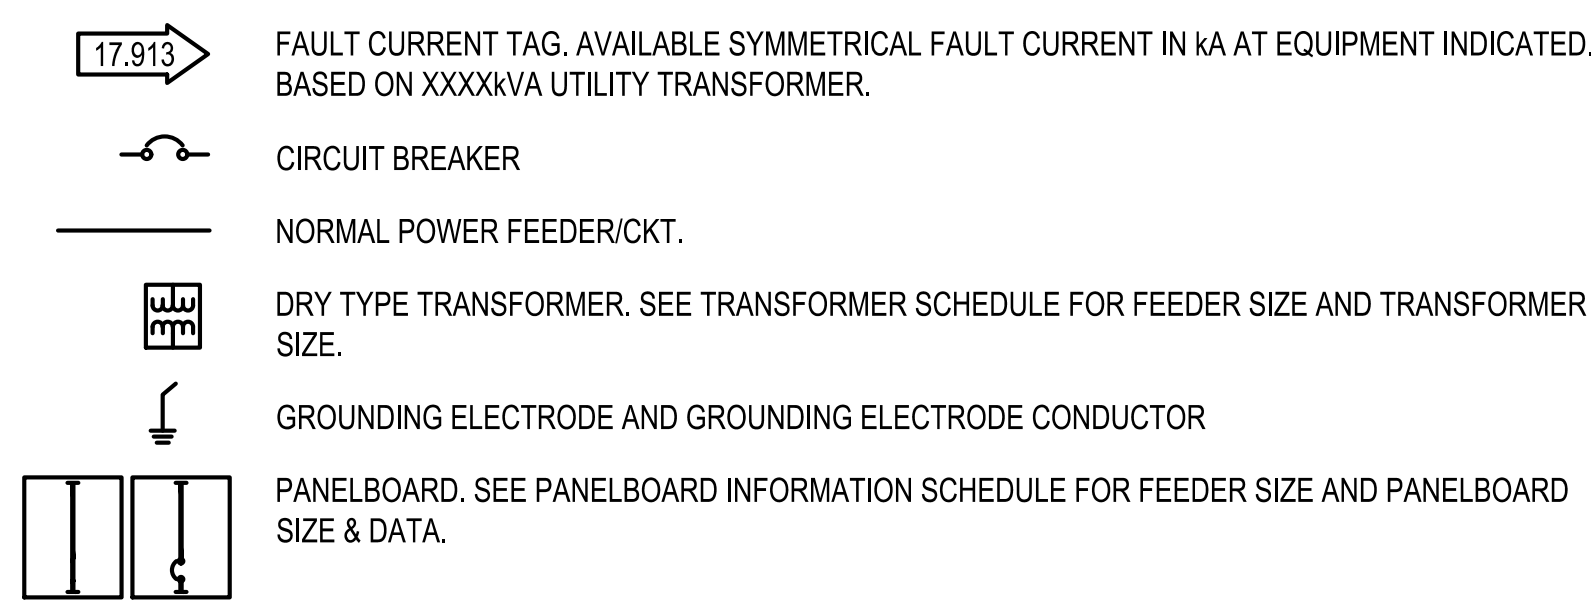 17.913
FAULT CURRENT TAG. AVAILABLE SYMMETRICAL FAULT CURRENT IN kA AT EQUIPMENT INDICATED.
BASED ON XXXXkVA UTILITY TRANSFORMER.
CIRCUIT BREAKER
NORMAL POWER FEEDER/CKT.
DRY TYPE TRANSFORMER. SEE TRANSFORMER SCHEDULE FOR FEEDER SIZE AND TRANSFORMER
SIZE.
GROUNDING ELECTRODE AND GROUNDING ELECTRODE CONDUCTOR
PANELBOARD. SEE PANELBOARD INFORMATION SCHEDULE FOR FEEDER SIZE AND PANELBOARD
SIZE & DATA.